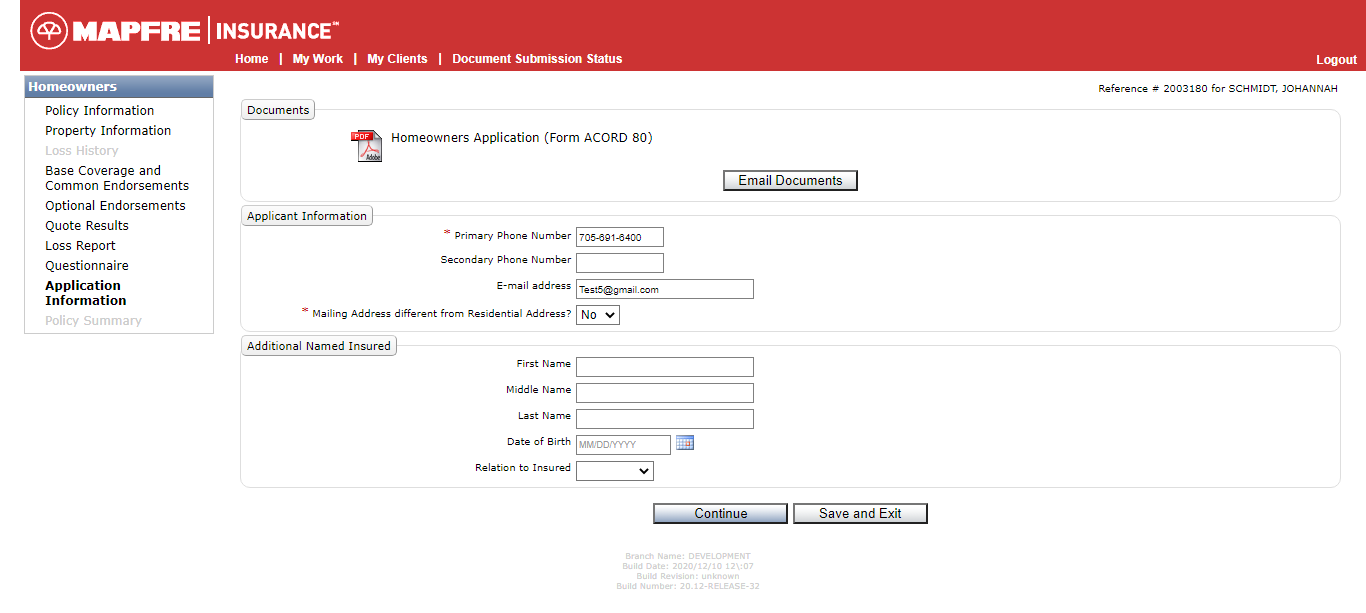 MAPFRE | INSURANCE℠
Home | My Work | My Clients | Document Submission Status
Logout
Homeowners
Policy Information
Property Information
Loss History
Base Coverage and
Common Endorsements
Optional Endorsements
Quote Results
Loss Report
Questionnaire
Application
Information
Policy Summary
Reference # 2003180 for SCHMIDT, JOHANNAH
Documents
PDF
Adobe
Homeowners Application (Form ACORD 80)
Email Documents
Applicant Information
* Primary Phone Number 705-691-6400
Secondary Phone Number
E-mail address Test5@gmail.com
* Mailing Address different from Residential Address? No
Additional Named Insured
First Name
Middle Name
Last Name
Date of Birth MM/DD/YYYY
Relation to Insured
Continue
Save and Exit
Branch Name: DEVELOPMENT
Build Date: 2020/12/10 12\:07
Build Revision: unknown
Build Number: 20.12-RELEASE-32